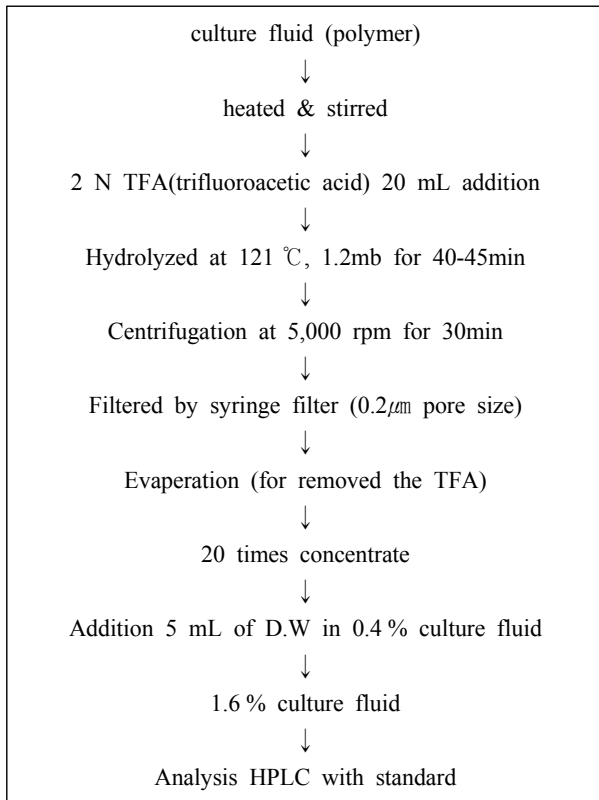 culture fluid (polymer)
↓
heated & stirred
↓
2 N TFA(trifluoroacetic acid) 20 mL addition
↓
Hydrolyzed at 121 ℃, 1.2mb for 40-45min
↓
Centrifugation at 5,000 rpm for 30min
↓
Filtered by syringe filter (0.2㎛ pore size)
↓
Evaperation (for removed the TFA)
↓
20 times concentrate
↓
Addition 5 mL of D.W in 0.4 % culture fluid
↓
1.6 % culture fluid
↓
Analysis HPLC with standard